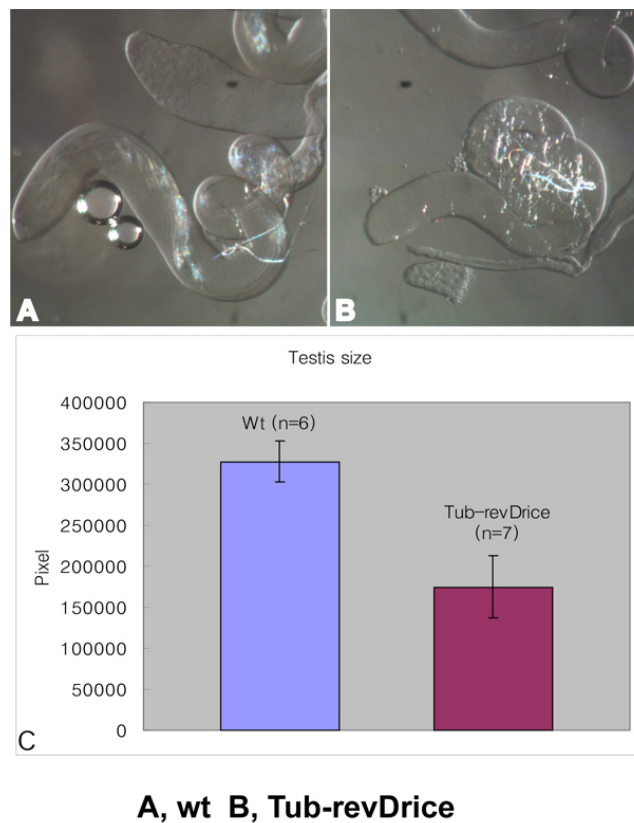 A
B
Testis size
400000
350000
300000
250000
200000
150000
100000
50000
0
Pixel
Wt (n=6)
Tub-revDrice
(n=7)
C
A, wt B, Tub-revDrice